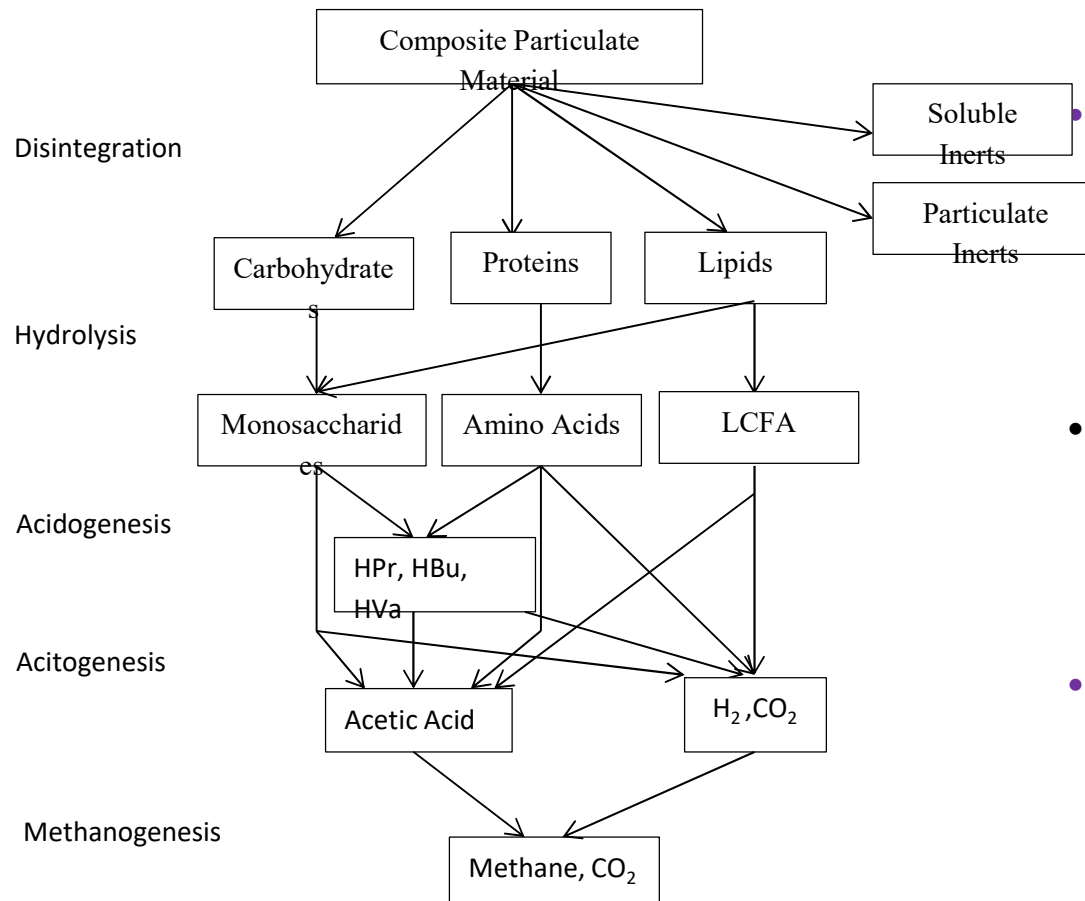 Composite Particulate
Material
Soluble
Inerts
Disintegration
Particulate
Inerts
Carbohydrate
s
Proteins
Lipids
Hydrolysis
Monosaccharid
es
Amino Acids
LCFA
Acidogenesis
HPr, HBu,
HVa
Acitogenesis
Acetic Acid
H₂ ,CO₂
Methanogenesis
Methane, CO₂